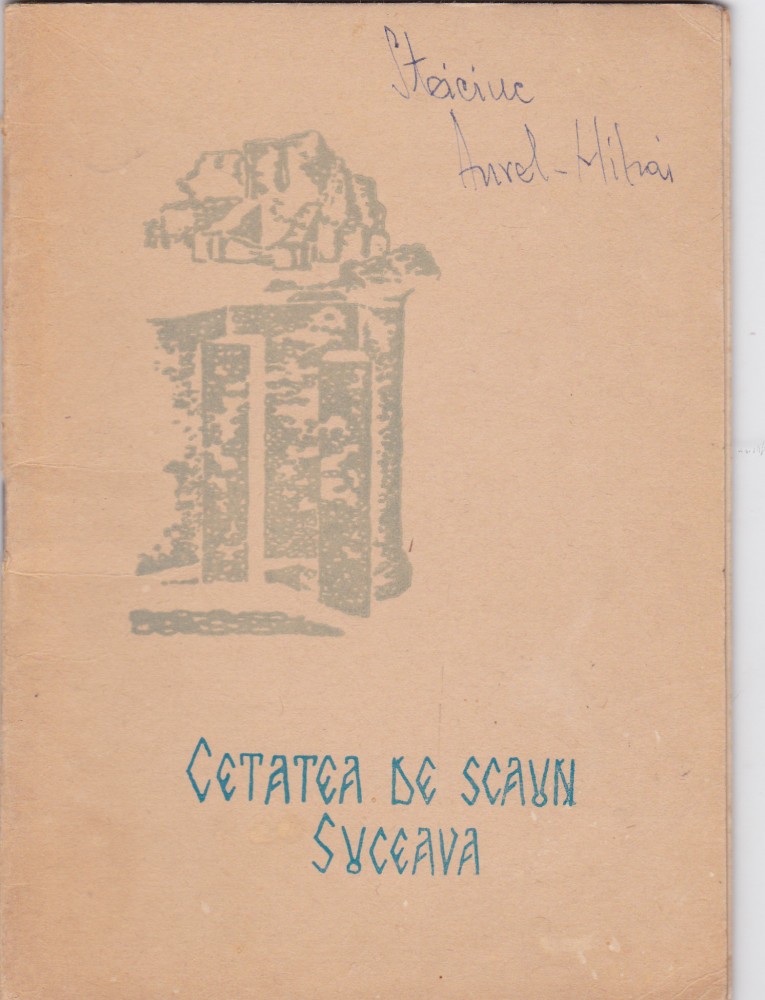 Stăciuc
Aurel-Mihai
CETATEA DE SCAUN
SUCEAVA